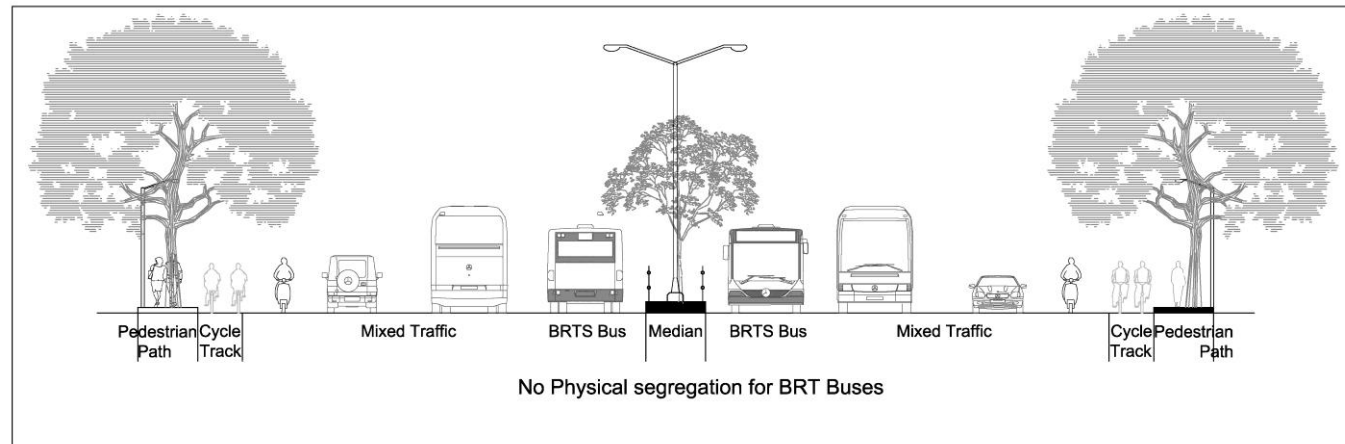 Pedestrian Path
Cycle Track
Mixed Traffic
BRTS Bus
Median
BRTS Bus
Mixed Traffic
Cycle Track
Pedestrian Path
No Physical segregation for BRT Buses